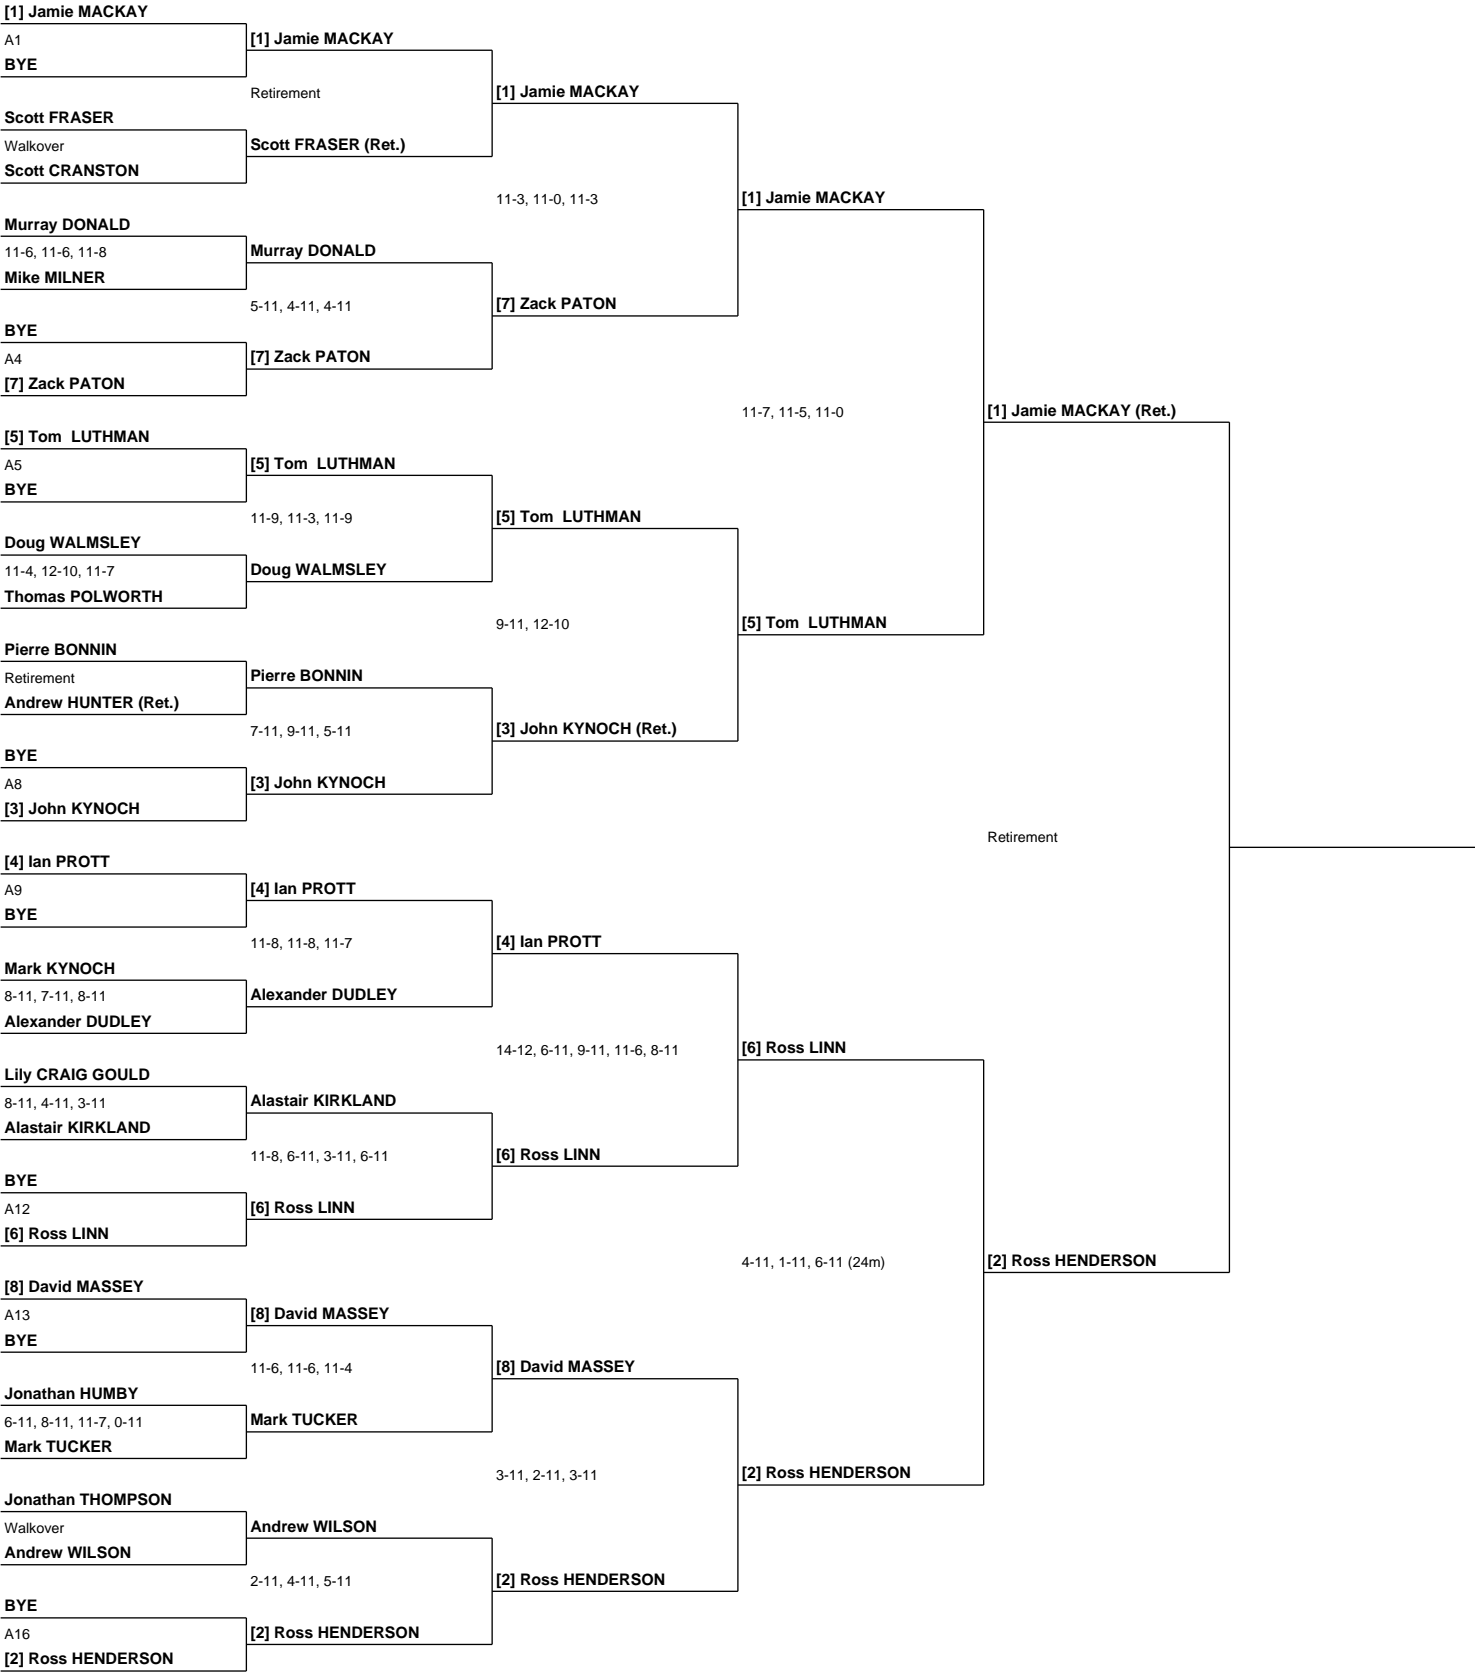 [1] Jamie MACKAY
A1
BYE
Scott FRASER
Walkover
Scott CRANSTON
Murray DONALD
11-6, 11-6, 11-8
Mike MILNER
BYE
A4
[7] Zack PATON
[5] Tom  LUTHMAN
A5
BYE
Doug WALMSLEY
11-4, 12-10, 11-7
Thomas POLWORTH
Pierre BONNIN
Retirement
Andrew HUNTER (Ret.)
BYE
A8
[3] John KYNOCH
[4] Ian PROTT
A9
BYE
Mark KYNOCH
8-11, 7-11, 8-11
Alexander DUDLEY
Lily CRAIG GOULD
8-11, 4-11, 3-11
Alastair KIRKLAND
BYE
A12
[6] Ross LINN
[8] David MASSEY
A13
BYE
Jonathan HUMBY
6-11, 8-11, 11-7, 0-11
Mark TUCKER
Jonathan THOMPSON
Walkover
Andrew WILSON
BYE
A16
[2] Ross HENDERSON
[1] Jamie MACKAY
Retirement
Scott FRASER (Ret.)
Murray DONALD
5-11, 4-11, 4-11
[7] Zack PATON
[5] Tom  LUTHMAN
11-9, 11-3, 11-9
Doug WALMSLEY
Pierre BONNIN
7-11, 9-11, 5-11
[3] John KYNOCH
[4] Ian PROTT
11-8, 11-8, 11-7
Alexander DUDLEY
Alastair KIRKLAND
11-8, 6-11, 3-11, 6-11
[6] Ross LINN
[8] David MASSEY
11-6, 11-6, 11-4
Mark TUCKER
Andrew WILSON
2-11, 4-11, 5-11
[2] Ross HENDERSON
[1] Jamie MACKAY
11-3, 11-0, 11-3
[7] Zack PATON
[5] Tom  LUTHMAN
9-11, 12-10
[3] John KYNOCH (Ret.)
[4] Ian PROTT
14-12, 6-11, 9-11, 11-6, 8-11
[6] Ross LINN
[8] David MASSEY
3-11, 2-11, 3-11
[2] Ross HENDERSON
[1] Jamie MACKAY
11-7, 11-5, 11-0
[5] Tom  LUTHMAN
[6] Ross LINN
4-11, 1-11, 6-11 (24m)
[2] Ross HENDERSON
[1] Jamie MACKAY (Ret.)
Retirement
[2] Ross HENDERSON